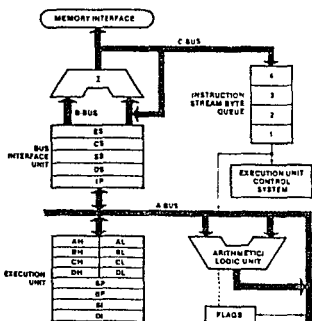 MEMORY INTERFACE
C BUS
Σ
B-BUS
INSTRUCTION
STREAM BYTE
QUEUE
4
3
2
1
ES
CS
SS
DS
IP
BUS
INTERFACE
UNIT
EXECUTION UNIT
CONTROL
SYSTEM
A BUS
AH AL
BH BL
CH CL
DH DL
SP
BP
SI
DI
EXECUTION
UNIT
ARITHMETIC/
LOGIC UNIT
FLAGS